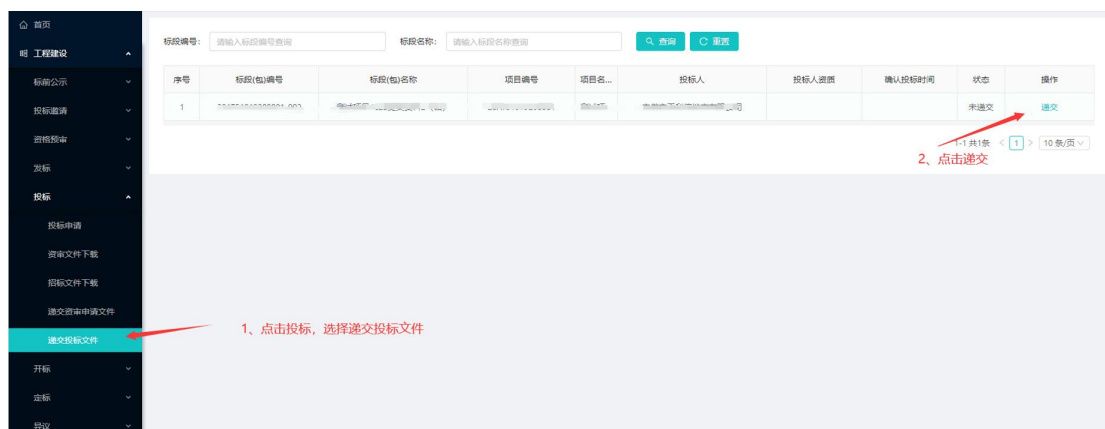 首页
工程建设
标前公示
投标邀请
资格预审
发标
投标
投标申请
资审文件下载
招标文件下载
递交资审申请文件
递交投标文件
开标
定标
异议
标段编号： 请输入标段编号查询 标段名称： 请输入标段名称查询 查询 重置
序号 标段(包)编号 标段(包)名称 项目编号 项目名... 投标人 投标人资质 确认投标时间 状态 操作
1 未递交 递交
1-1 共1条 1 10 条/页
2、点击递交
1、点击投标，选择递交投标文件